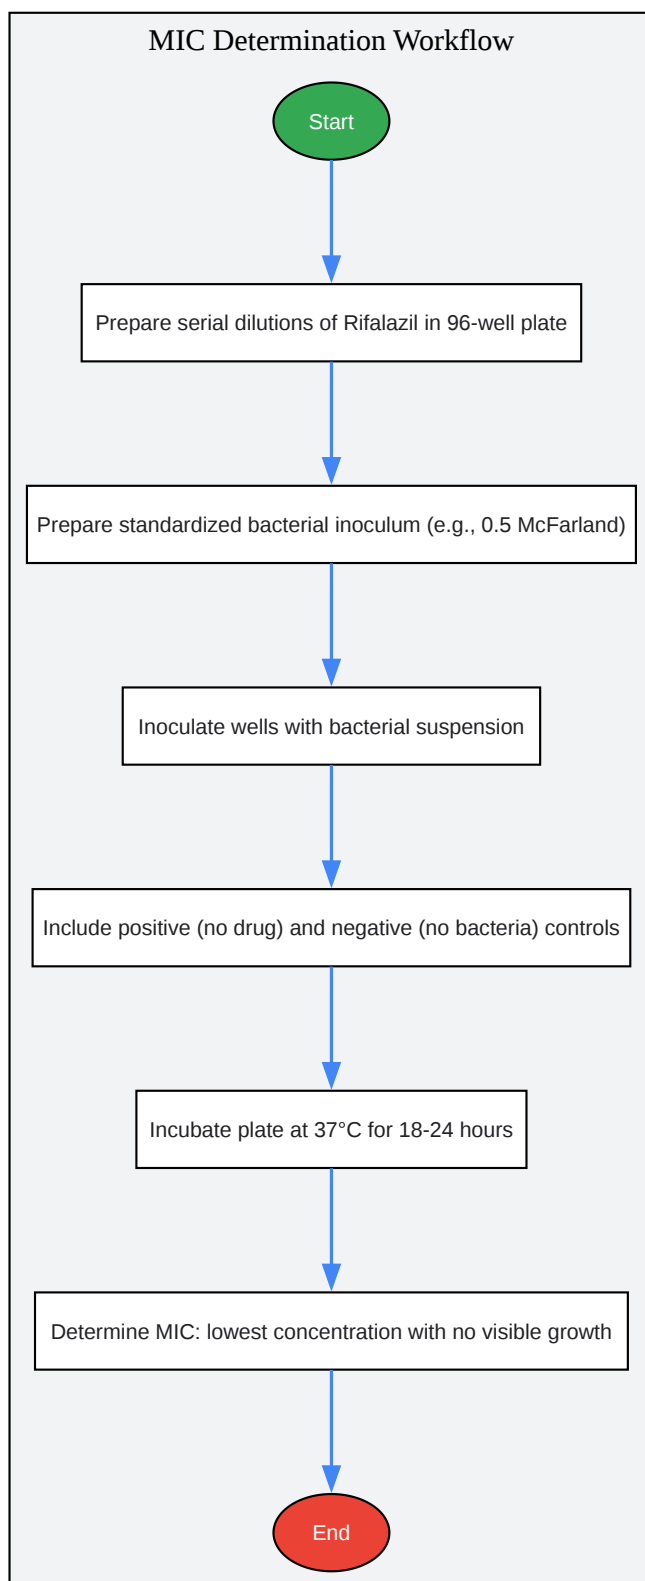 MIC Determination Workflow
Start
Prepare serial dilutions of Rifalazil in 96-well plate
Prepare standardized bacterial inoculum (e.g., 0.5 McFarland)
Inoculate wells with bacterial suspension
Include positive (no drug) and negative (no bacteria) controls
Incubate plate at 37°C for 18-24 hours
Determine MIC: lowest concentration with no visible growth
End